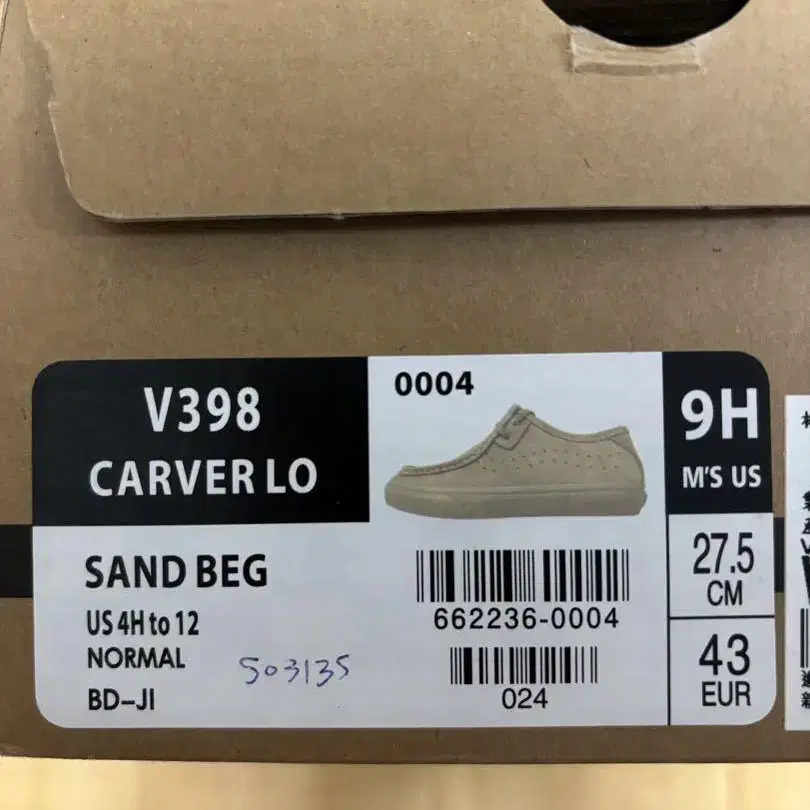 V398
CARVER LO
0004
9H
M'S US
SAND BEG
US 4H to 12
NORMAL
BD-JI
503135
662236-0004
024
27.5
CM
43
EUR